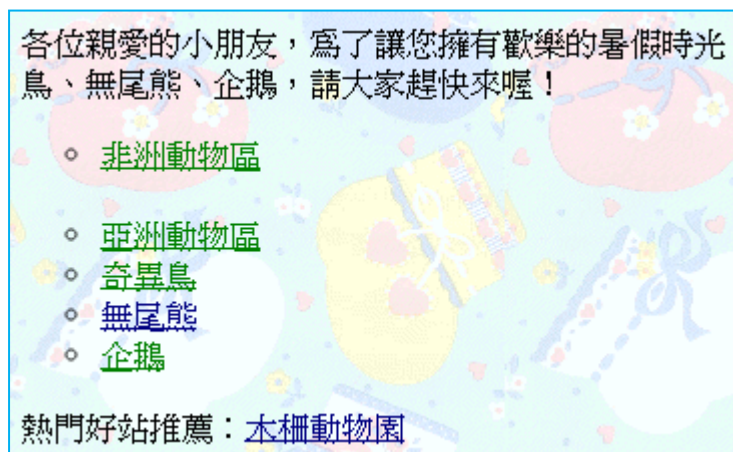 各位親愛的小朋友，為了讓您擁有歡樂的暑假時光
鳥、無尾熊、企鵝，請大家趕快來喔！
非洲動物區
亞洲動物區
奇異鳥
無尾熊
企鵝
熱門好站推薦：木柵動物園